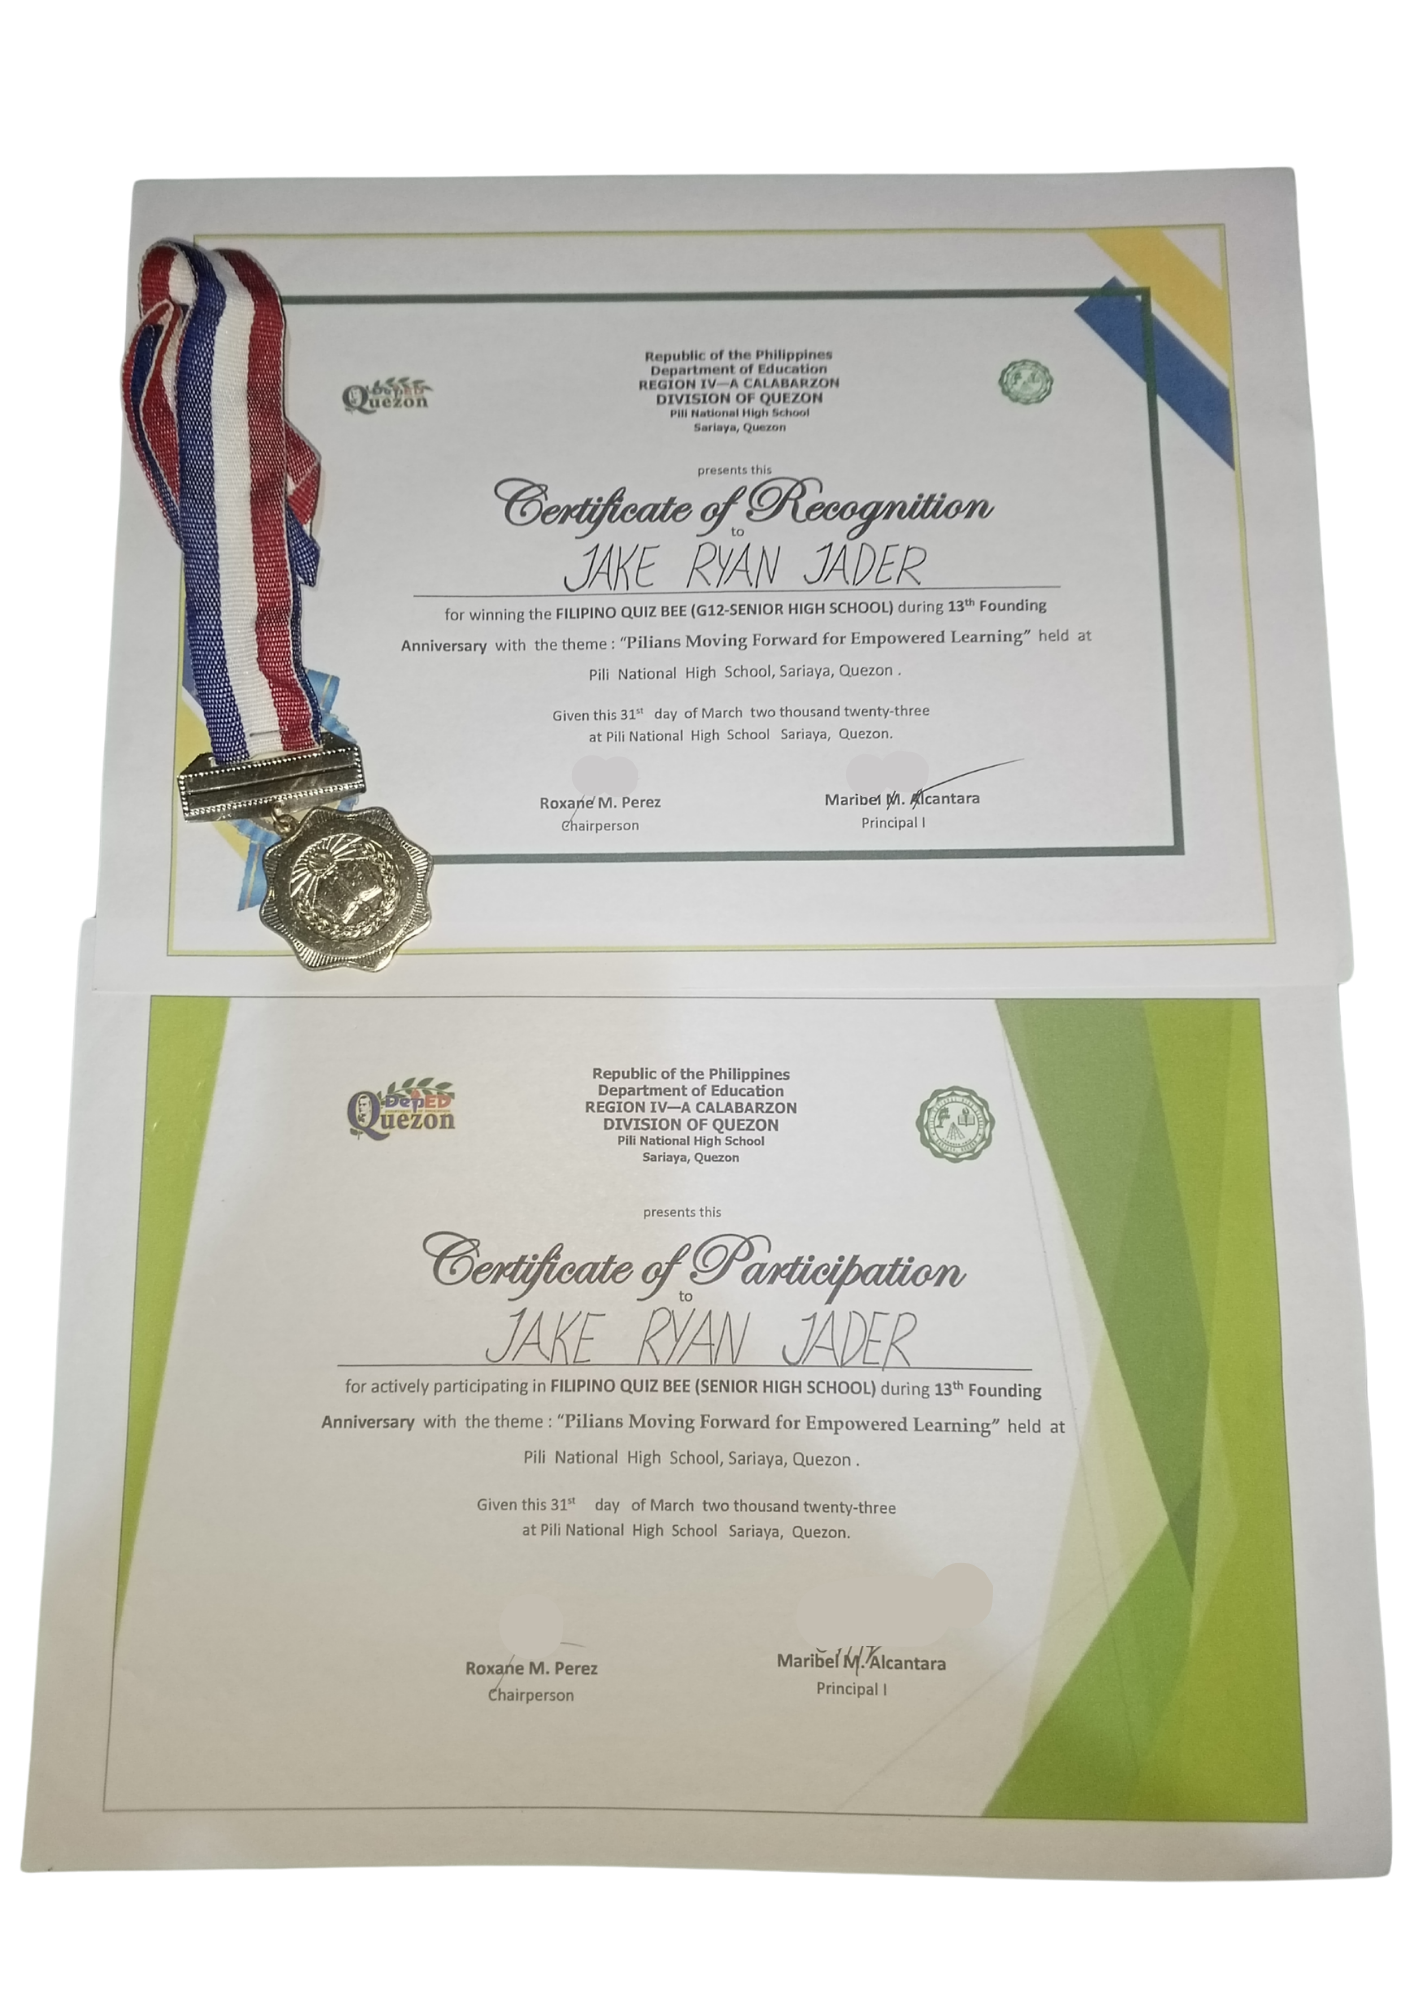 DepED
Quezon
Republic of the Philippines
Department of Education
REGION IV—A CALABARZON
DIVISION OF QUEZON
Pili National High School
Sariaya, Quezon
presents this
Certificate of Recognition
to
JAKE RYAN JADER
for winning the FILIPINO QUIZ BEE (G12-SENIOR HIGH SCHOOL) during 13th Founding
Anniversary with the theme : “Pilians Moving Forward for Empowered Learning” held at
Pili National High School, Sariaya, Quezon .
Given this 31st day of March two thousand twenty-three
at Pili National High School Sariaya, Quezon.
Roxane M. Perez Maribel M. Alcantara
Chairperson Principal I
DepED
Quezon
Republic of the Philippines
Department of Education
REGION IV—A CALABARZON
DIVISION OF QUEZON
Pili National High School
Sariaya, Quezon
presents this
Certificate of Participation
to
JAKE RYAN JADER
for actively participating in FILIPINO QUIZ BEE (SENIOR HIGH SCHOOL) during 13th Founding
Anniversary with the theme : “Pilians Moving Forward for Empowered Learning” held at
Pili National High School, Sariaya, Quezon .
Given this 31st day of March two thousand twenty-three
at Pili National High School Sariaya, Quezon.
Roxane M. Perez Maribel M. Alcantara
Chairperson Principal I